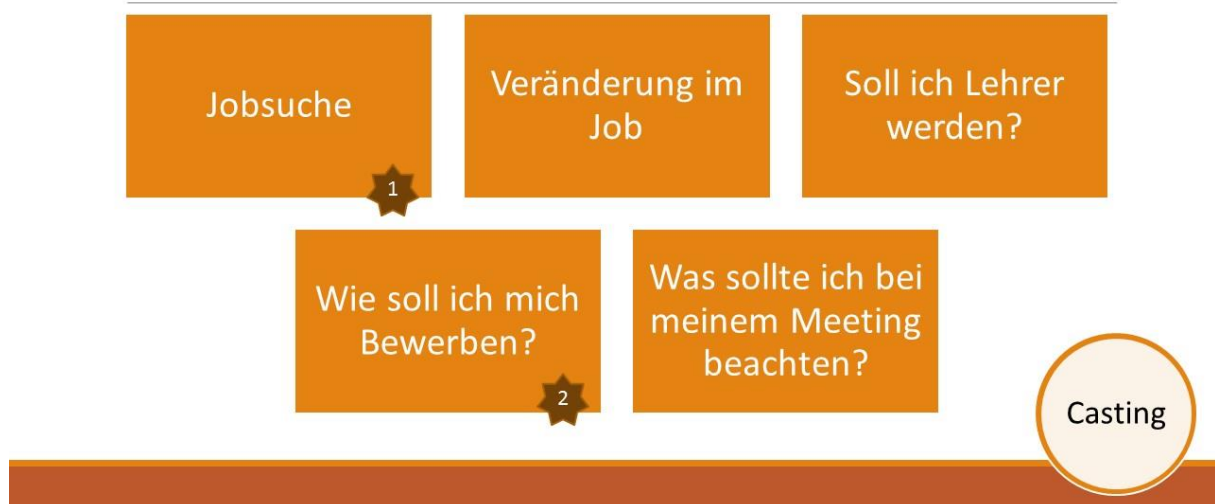 Jobsuche
1
Veränderung im
Job
Soll ich Lehrer
werden?
Wie soll ich mich
Bewerben?
2
Was sollte ich bei
meinem Meeting
beachten?
Casting